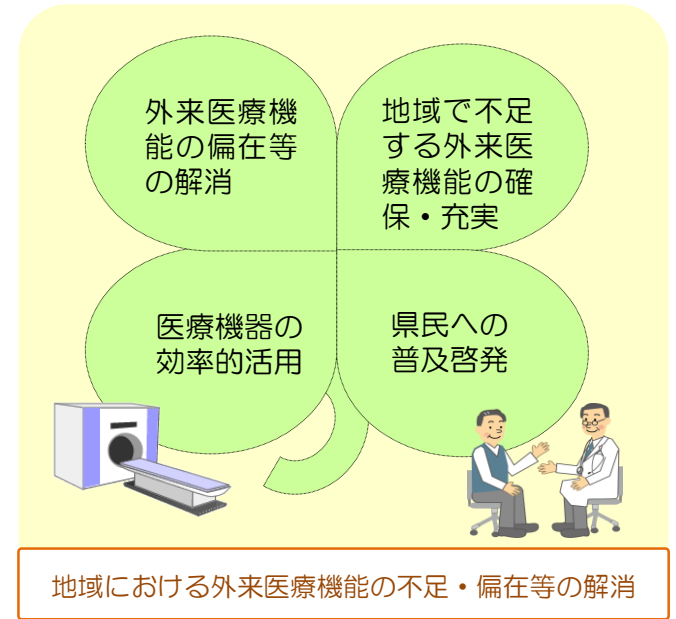 外来医療機
能の偏在等
の解消
地域で不足
する外来医
療機能の確
保・充実
医療機器の
効率的活用
県民への
普及啓発
地域における外来医療機能の不足・偏在等の解消